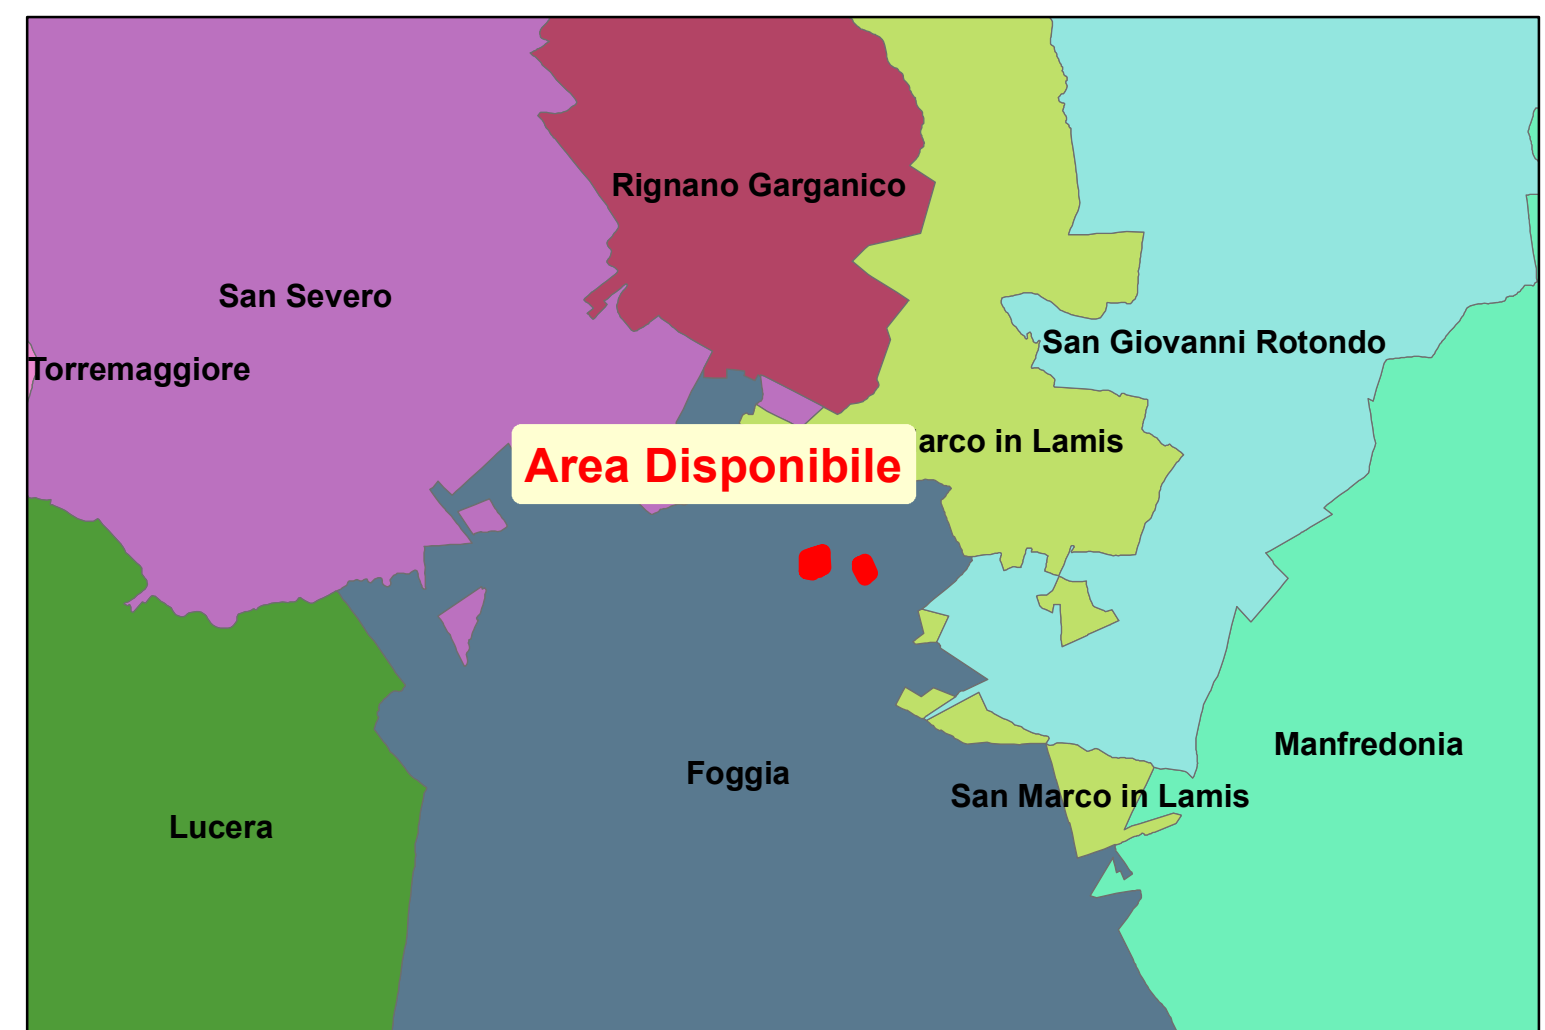 Rignano Garganico
San Severo
San Giovanni Rotondo
Torremaggiore
arco in Lamis
Area Disponibile
Manfredonia
Foggia
San Marco in Lamis
Lucera